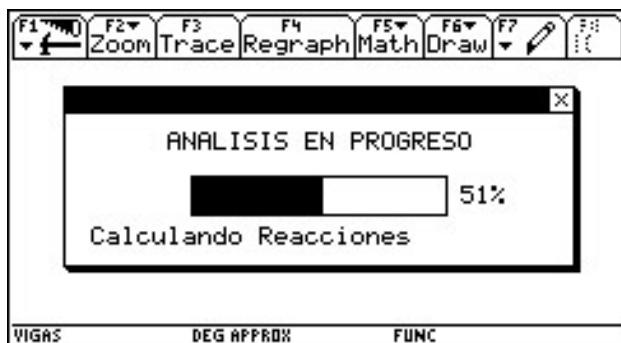 F1 F2 F3 F4 F5 F6 F7
Zoom Trace Regraph Math Draw
ANALISIS EN PROGRESO
51%
Calculando Reacciones
VIGAS DEG APPROX FUNC